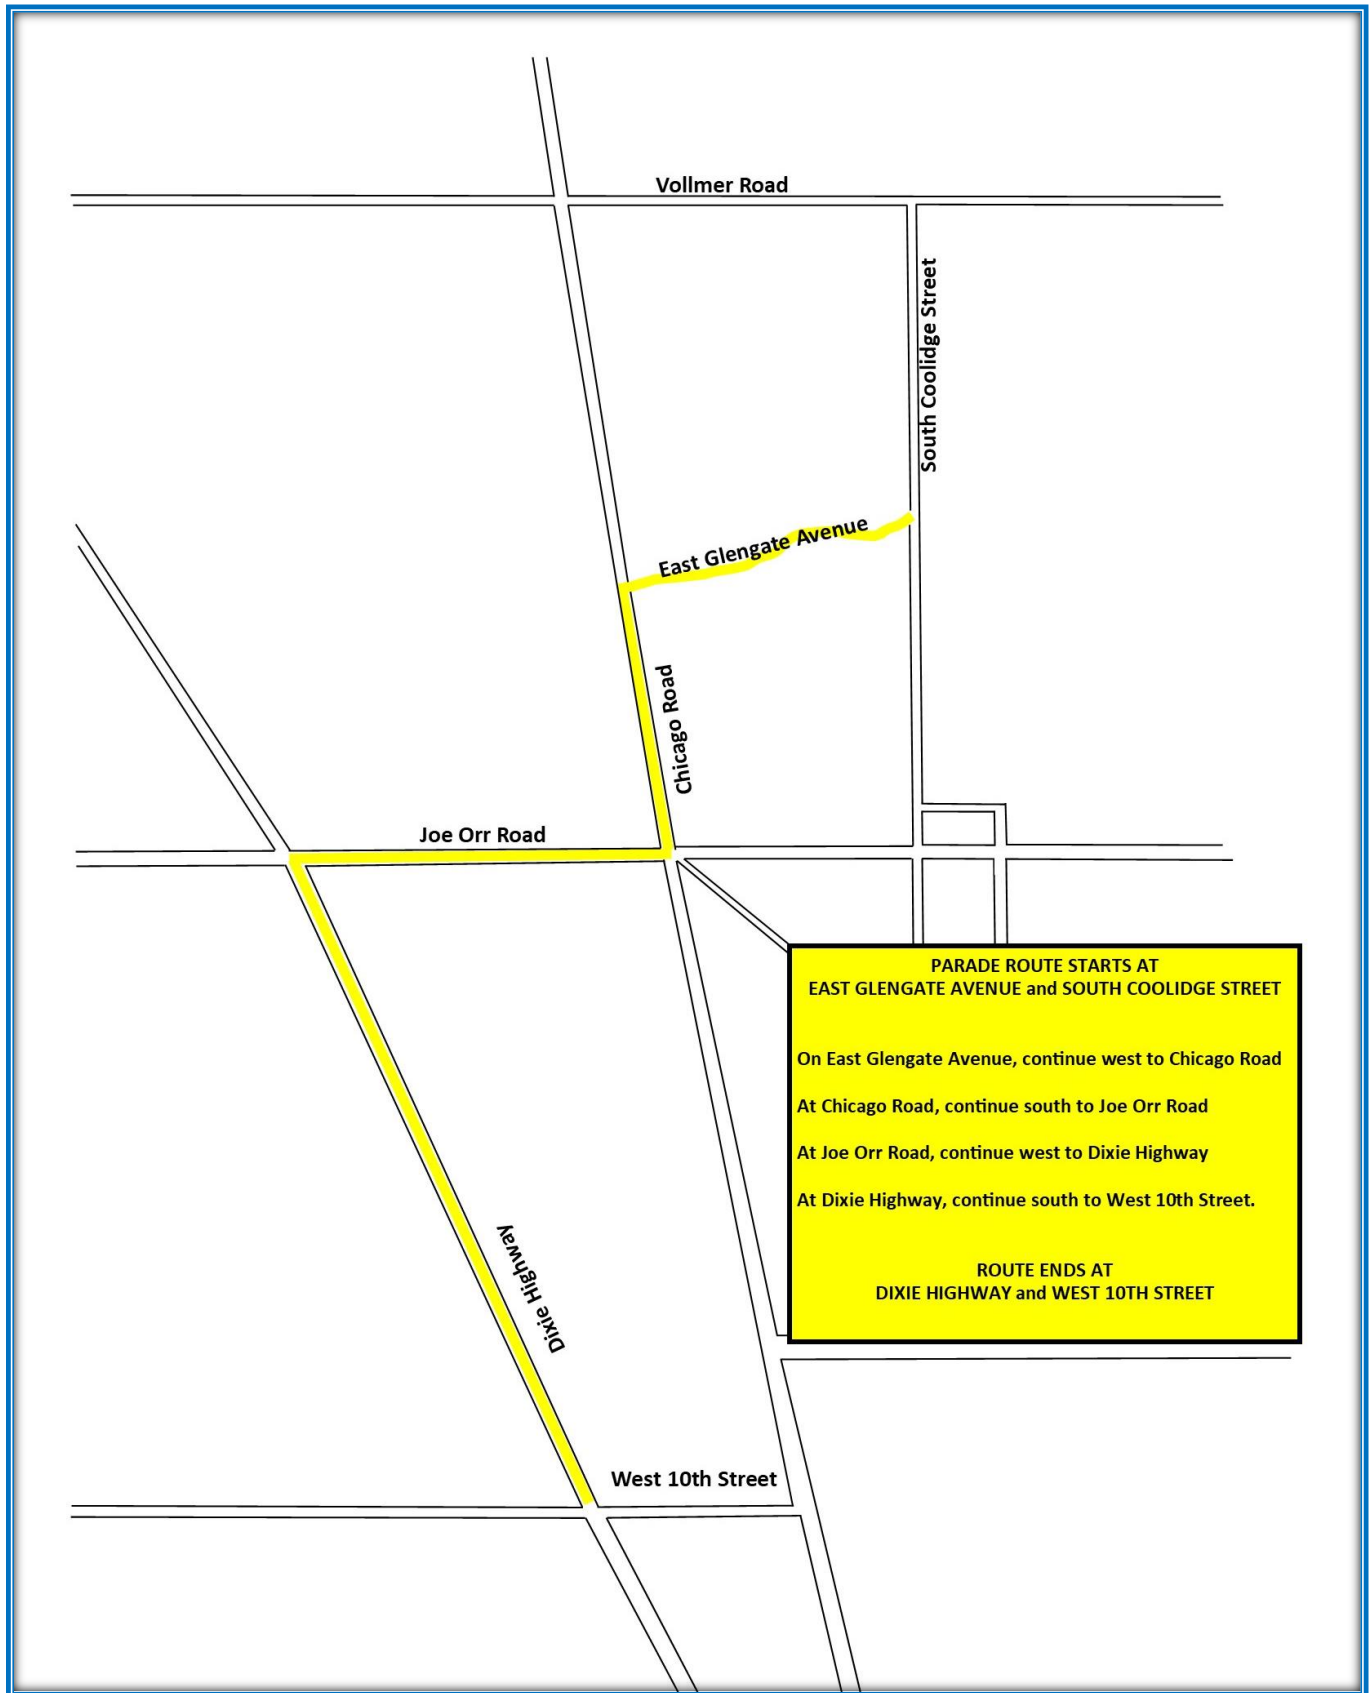 Vollmer Road
South Coolidge Street
East Glengate Avenue
Chicago Road
Joe Orr Road
PARADE ROUTE STARTS AT
EAST GLENGATE AVENUE and SOUTH COOLIDGE STREET
On East Glengate Avenue, continue west to Chicago Road
At Chicago Road, continue south to Joe Orr Road
At Joe Orr Road, continue west to Dixie Highway
At Dixie Highway, continue south to West 10th Street.
ROUTE ENDS AT
DIXIE HIGHWAY and WEST 10TH STREET
Dixie Highway
West 10th Street